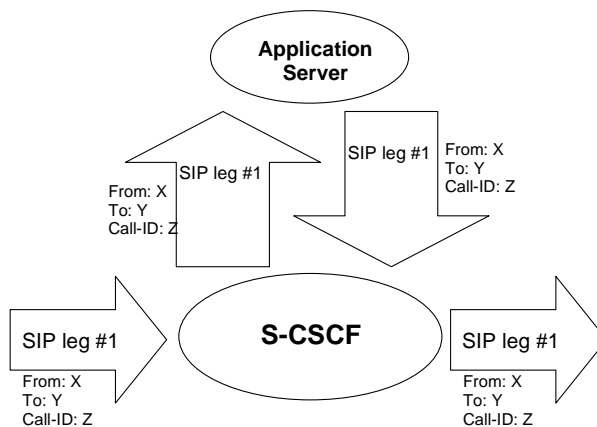 Application
Server
SIP leg #1
From: X
To: Y
Call-ID: Z
SIP leg #1
From: X
To: Y
Call-ID: Z
S-CSCF
SIP leg #1
From: X
To: Y
Call-ID: Z
SIP leg #1
From: X
To: Y
Call-ID: Z